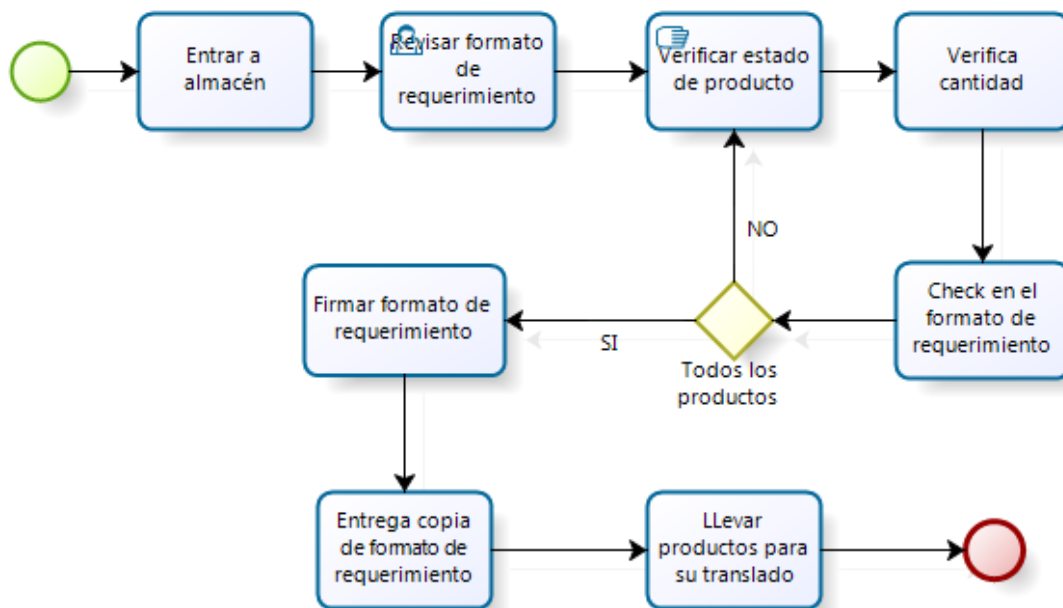 Entrar a
almacén
Revisar formato
de
requerimiento
Verificar estado
de producto
Verifica
cantidad
NO
Firmar formato de
requerimiento
SI
Todos los
productos
Check en el
formato de
requerimiento
Entrega copia
de formato de
requerimiento
LLevar
productos para
su translado